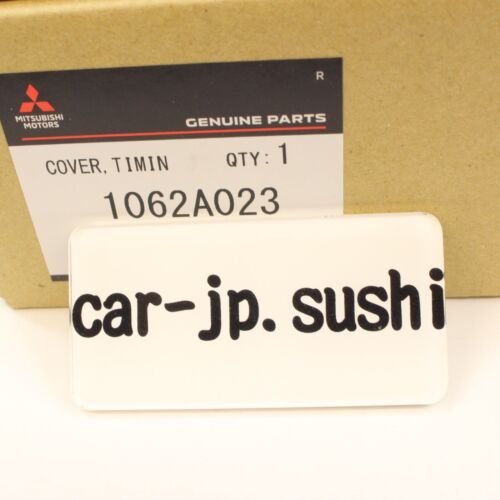 R
MITSUBISHI
MOTORS
GENUINE PARTS
COVER,TIMIN QTY:1
1062A023
car-jp.sushi